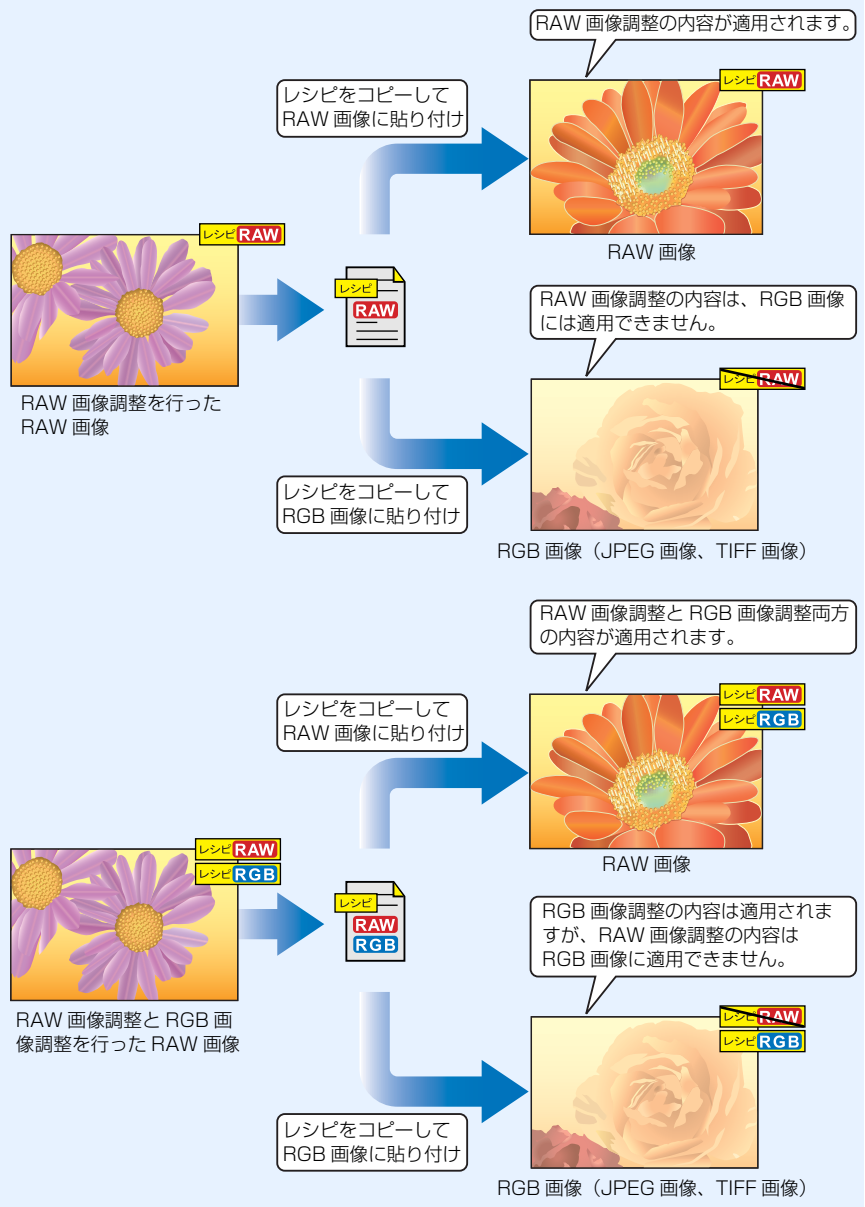 RAW 画像調整の内容が適用されます。
レシピ RAW
レシピをコピーして
RAW 画像に貼り付け
RAW 画像
レシピ RAW
レシピ
RAW
RAW 画像調整を行った
RAW 画像
RAW 画像調整の内容は、RGB 画像
には適用できません。
レシピ RAW
レシピをコピーして
RGB 画像に貼り付け
RGB 画像（JPEG 画像、TIFF 画像）
RAW 画像調整と RGB 画像調整両方
の内容が適用されます。
レシピ RAW
レシピ RGB
レシピをコピーして
RAW 画像に貼り付け
RAW 画像
レシピ RAW
レシピ RGB
レシピ
RAW
RGB
RAW 画像調整と RGB 画
像調整を行った RAW 画像
RGB 画像調整の内容は適用されま
すが、RAW 画像調整の内容は
RGB 画像に適用できません。
レシピ RAW
レシピ RGB
レシピをコピーして
RGB 画像に貼り付け
RGB 画像（JPEG 画像、TIFF 画像）